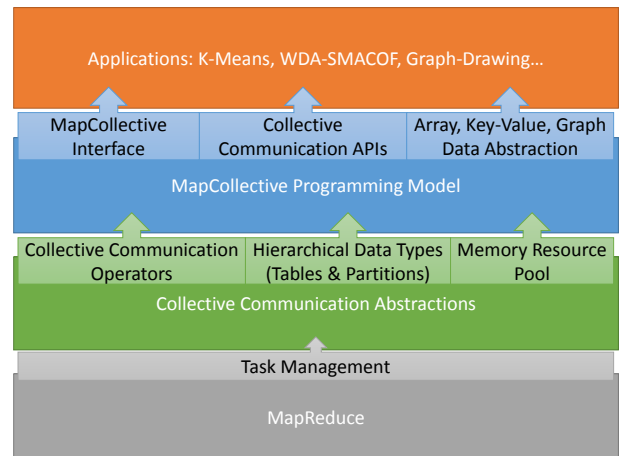 Applications: K-Means, WDA-SMACOF, Graph-Drawing…
MapCollective
Interface
Collective
Communication APIs
Array, Key-Value, Graph
Data Abstraction
MapCollective Programming Model
Collective Communication
Operators
Hierarchical Data Types
(Tables & Partitions)
Memory Resource
Pool
Collective Communication Abstractions
Task Management
MapReduce